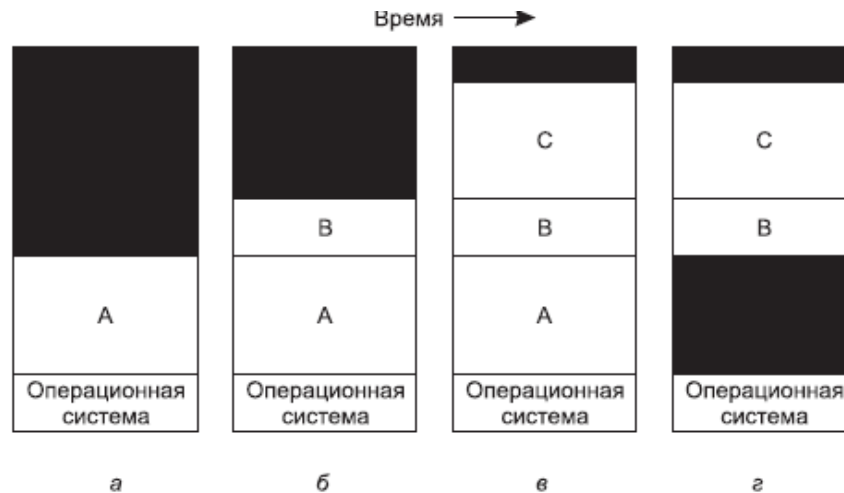 Время
C
C
B
B
B
A
A
A
Операционная
система
Операционная
система
Операционная
система
Операционная
система
а
б
в
г